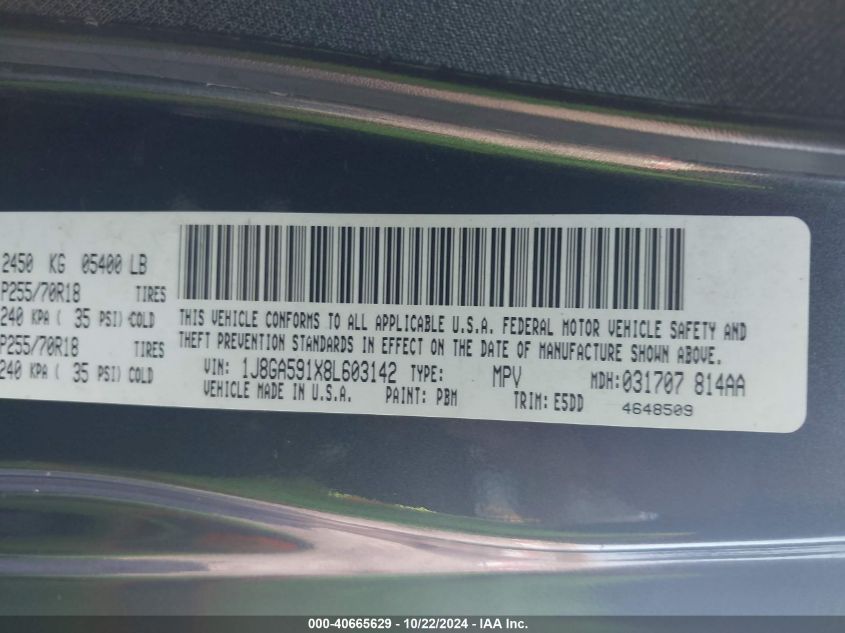 2450 KG 05400 LB
P255/70R18 TIRES
240 KPA ( 35 PSI) COLD
P255/70R18 TIRES
240 KPA ( 35 PSI) COLD
THIS VEHICLE CONFORMS TO ALL APPLICABLE U.S.A. FEDERAL MOTOR VEHICLE SAFETY AND
THEFT PREVENTION STANDARDS IN EFFECT ON THE DATE OF MANUFACTURE SHOWN ABOVE.
VIN: 1J8GA591X8L603142 TYPE: MPV MDH:031707 814AA
VEHICLE MADE IN U.S.A. PAINT: PBM TRIM: E5DD 4648509
000-40665629 - 10/22/2024 - IAA Inc.